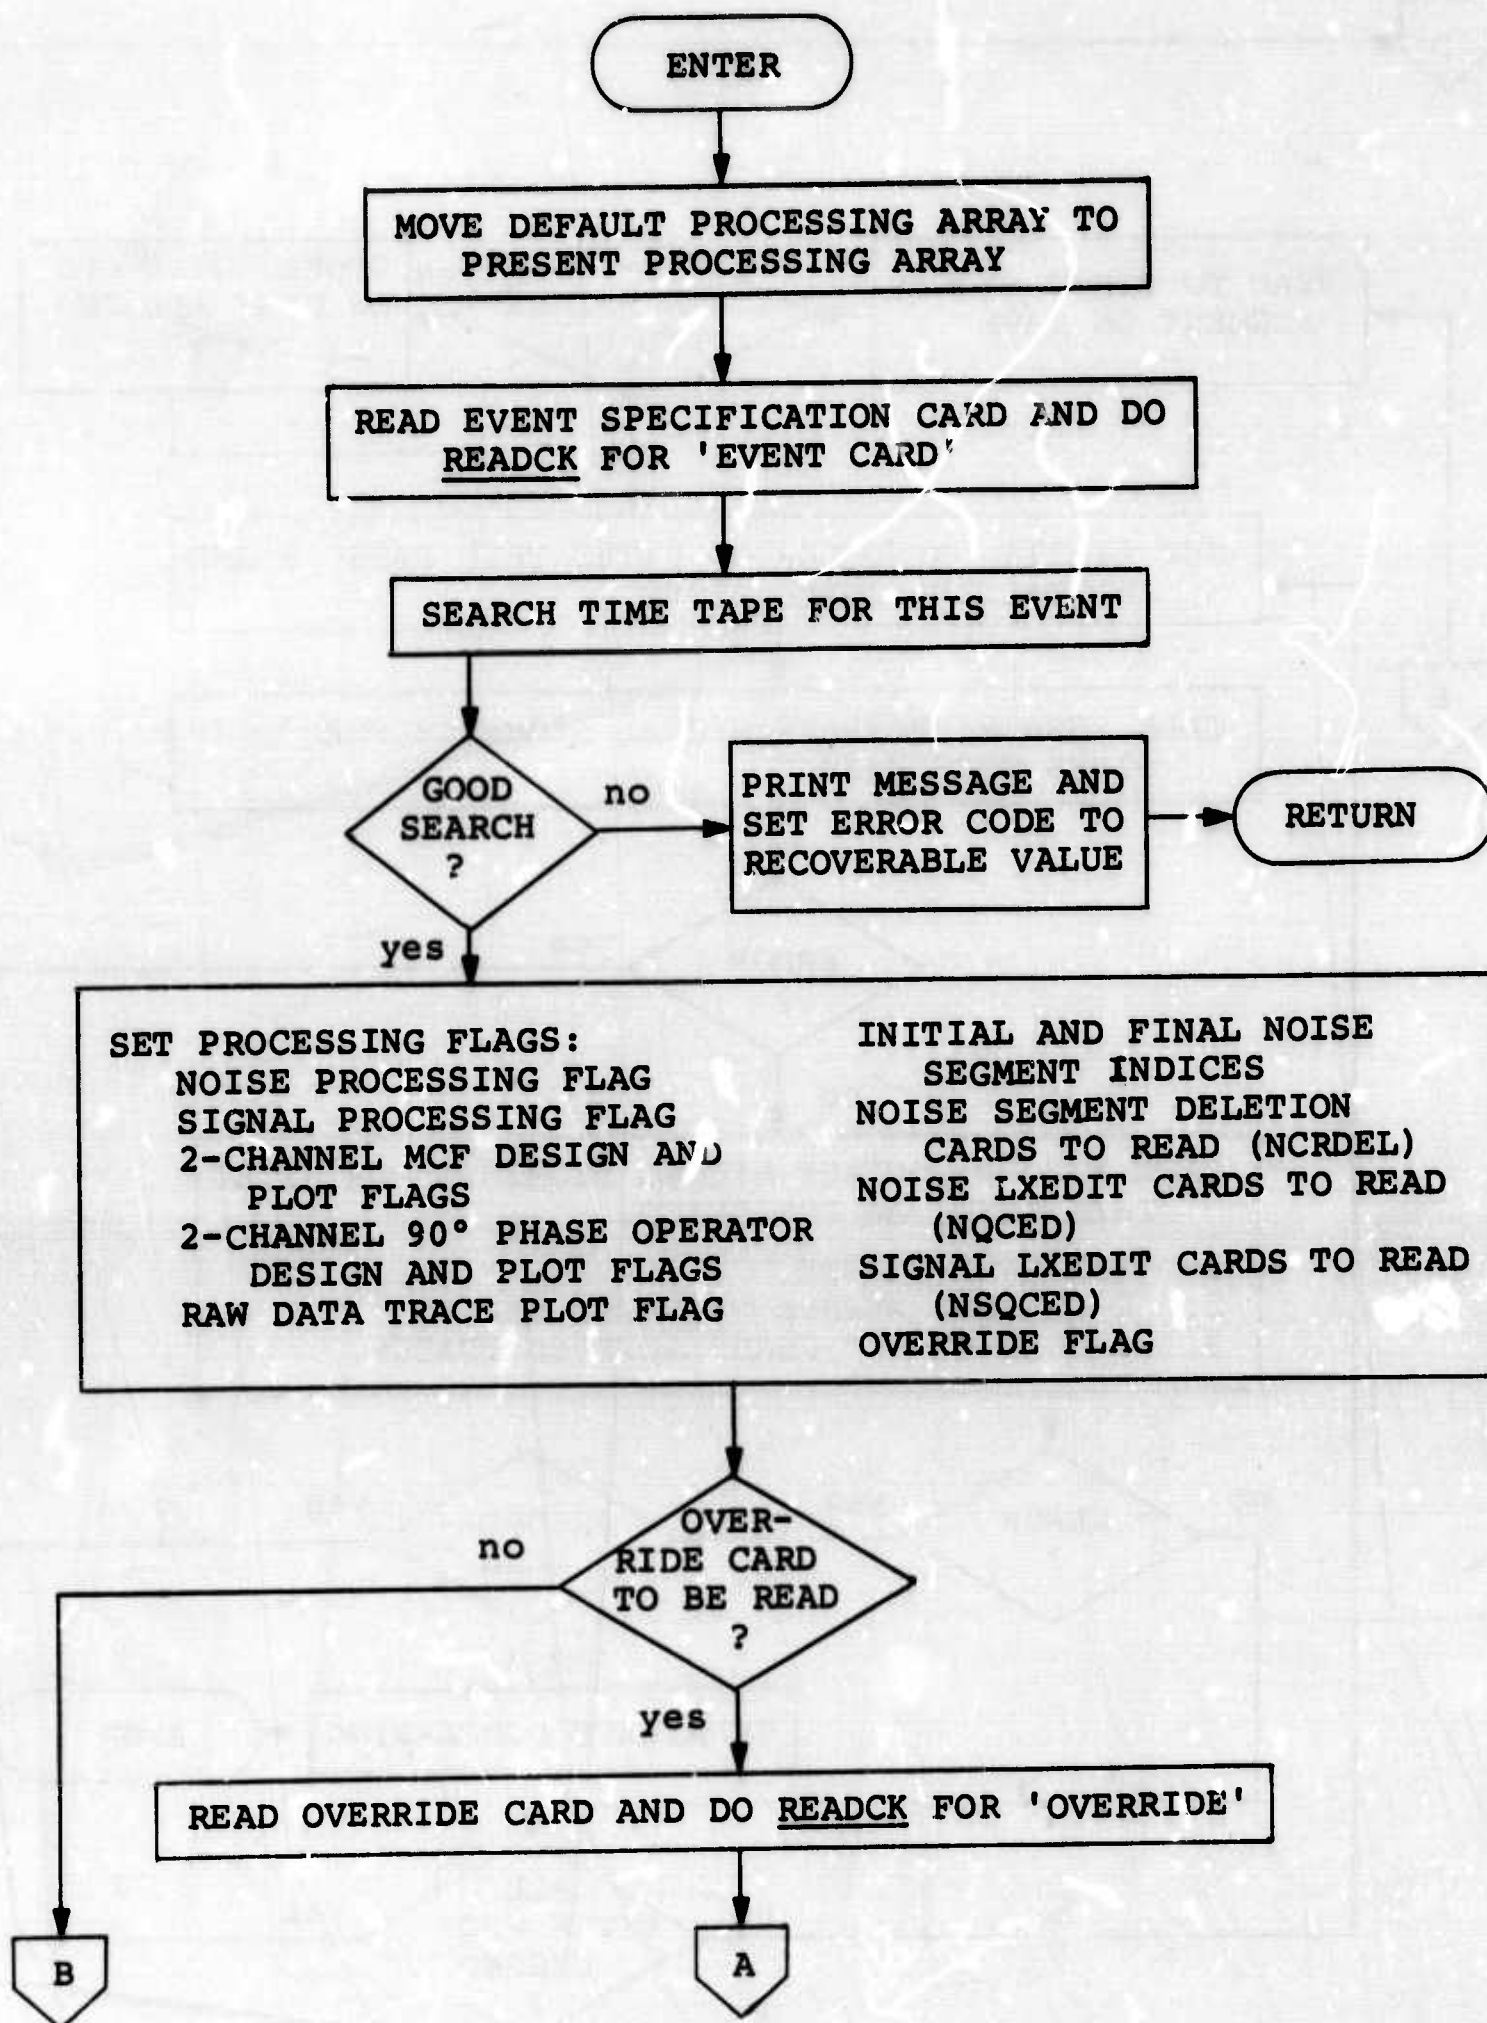 ENTER
MOVE DEFAULT PROCESSING ARRAY TO
PRESENT PROCESSING ARRAY
READ EVENT SPECIFICATION CARD AND DO
READCK FOR 'EVENT CARD'
SEARCH TIME TAPE FOR THIS EVENT
GOOD
SEARCH
?
no
PRINT MESSAGE AND
SET ERROR CODE TO
RECOVERABLE VALUE
RETURN
yes
SET PROCESSING FLAGS:
NOISE PROCESSING FLAG
SIGNAL PROCESSING FLAG
2-CHANNEL MCF DESIGN AND
PLOT FLAGS
2-CHANNEL 90° PHASE OPERATOR
DESIGN AND PLOT FLAGS
RAW DATA TRACE PLOT FLAG
INITIAL AND FINAL NOISE
SEGMENT INDICES
NOISE SEGMENT DELETION
CARDS TO READ (NCRDEL)
NOISE LXEDIT CARDS TO READ
(NQCED)
SIGNAL LXEDIT CARDS TO READ
(NSQCED)
OVERRIDE FLAG
OVER-
RIDE CARD
TO BE READ
?
no
yes
READ OVERRIDE CARD AND DO READCK FOR 'OVERRIDE'
B
A